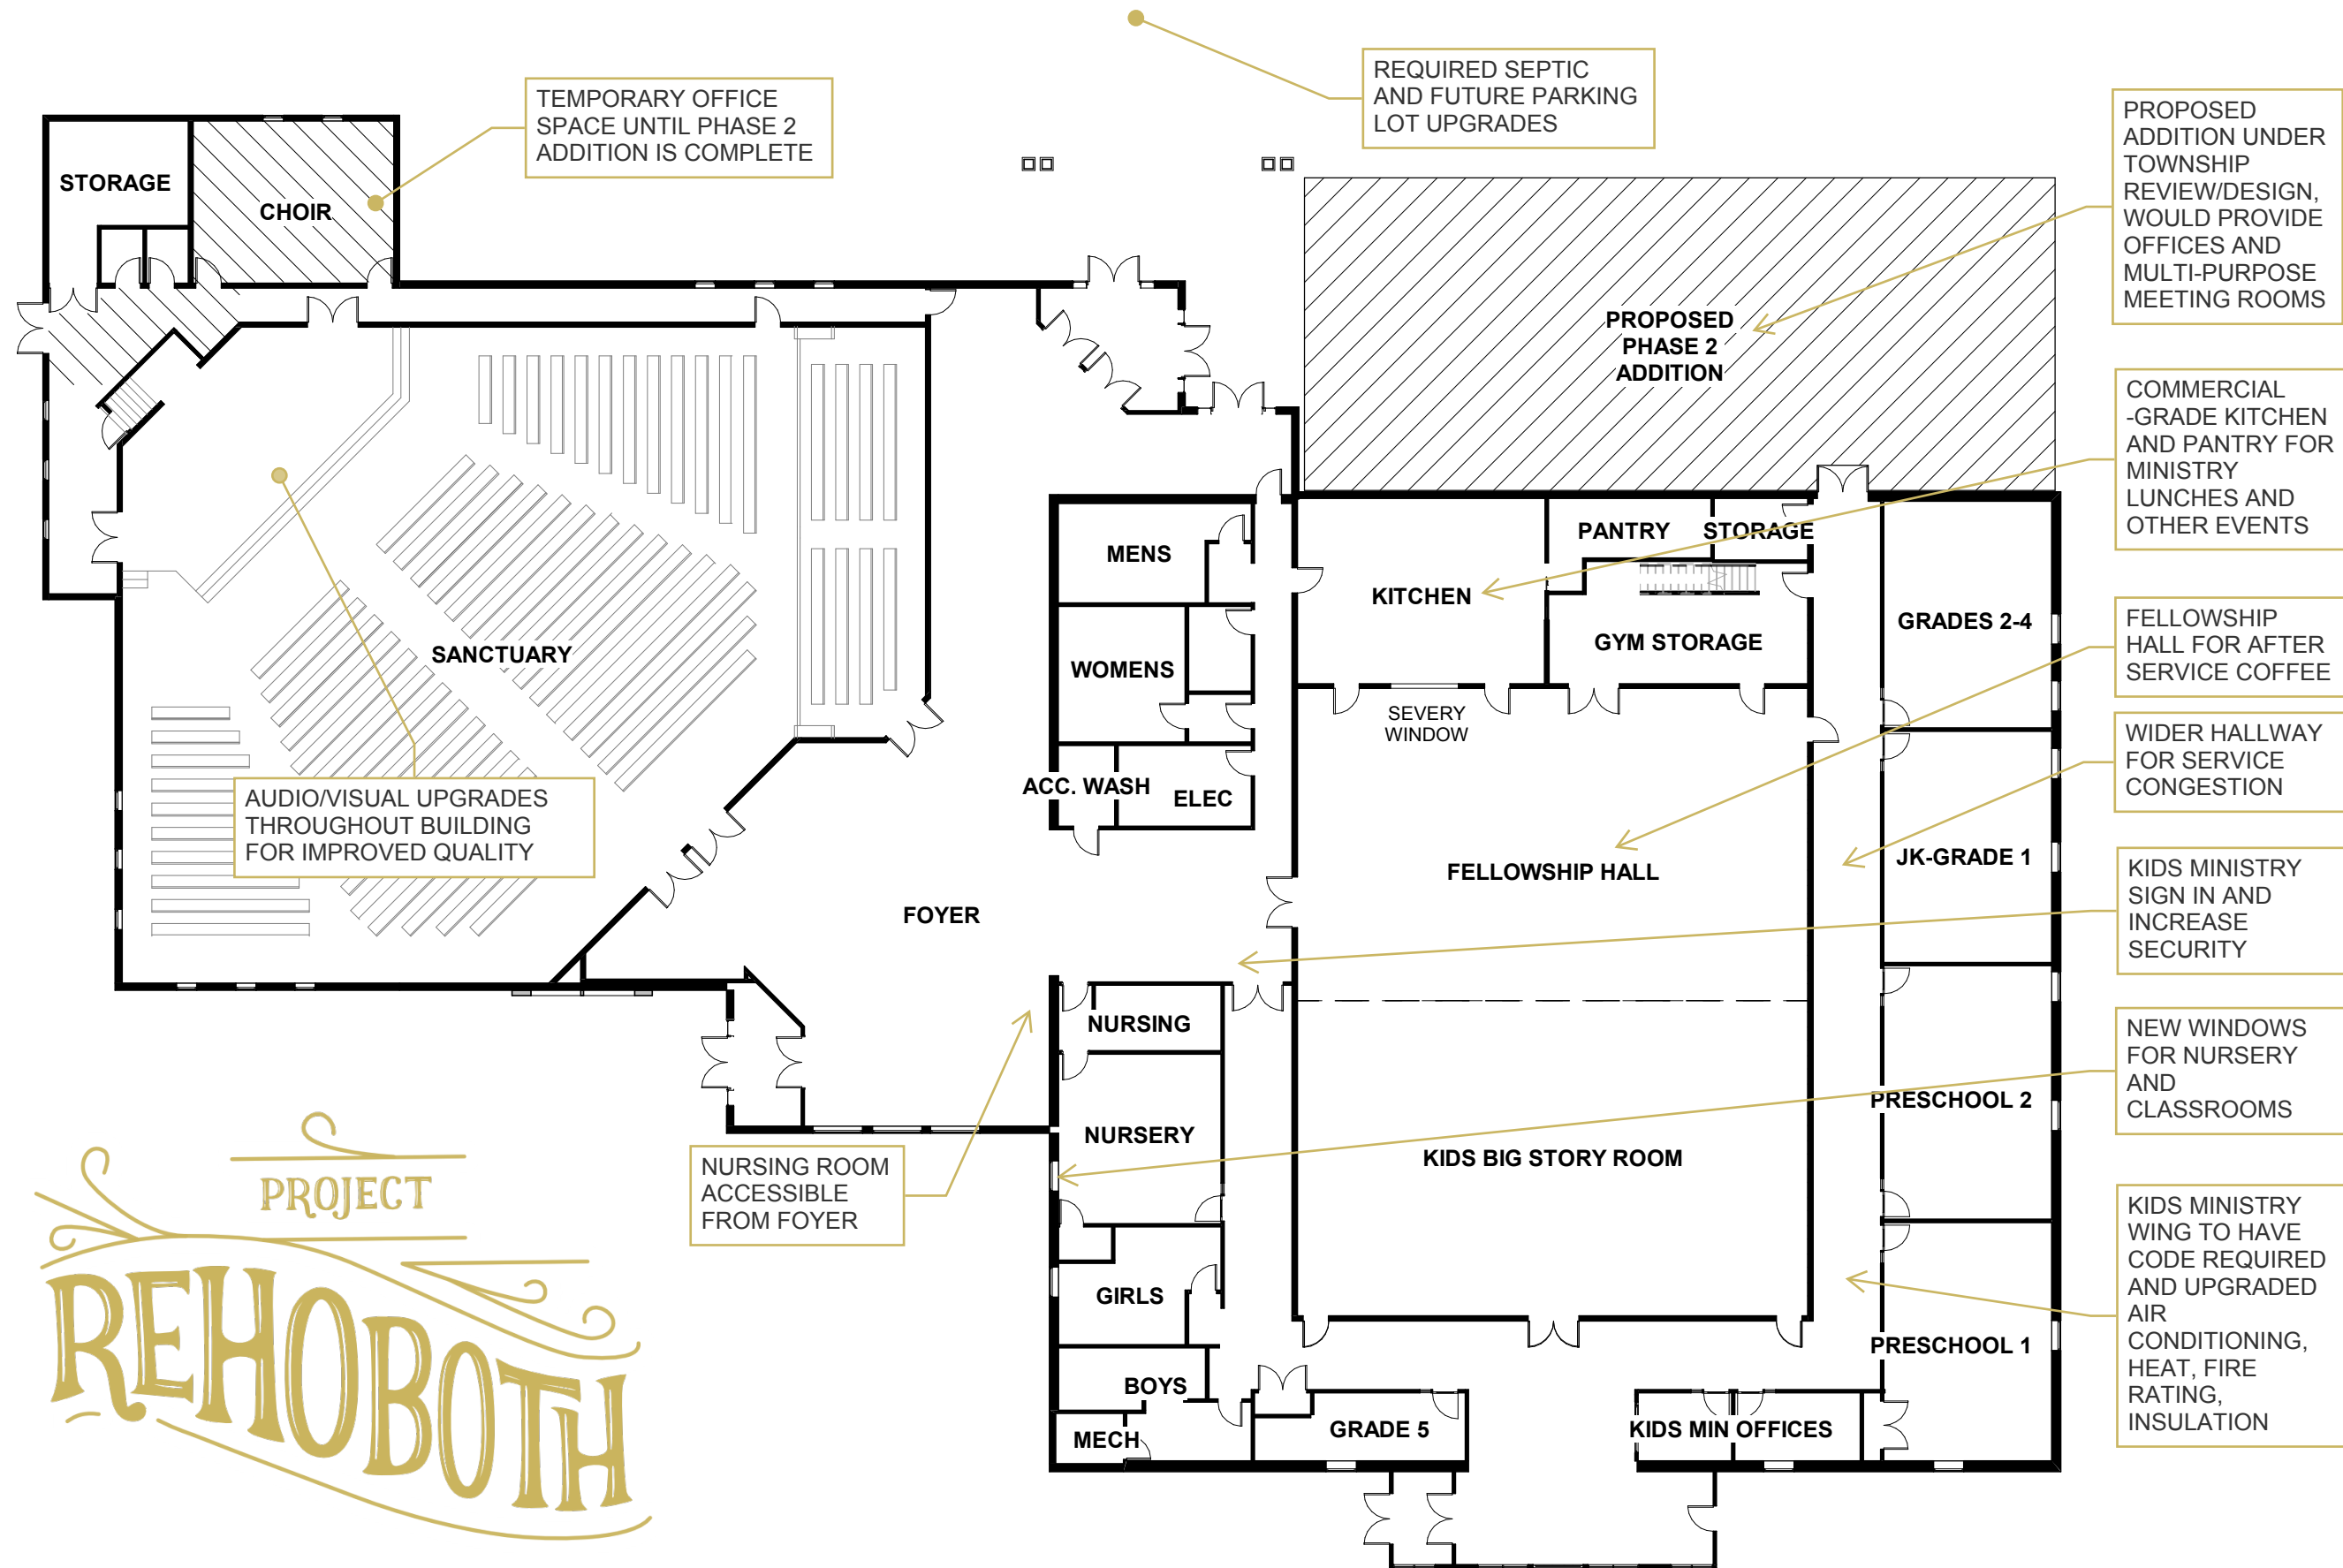 REQUIRED SEPTIC
AND FUTURE PARKING
LOT UPGRADES
TEMPORARY OFFICE
SPACE UNTIL PHASE 2
ADDITION IS COMPLETE
PROPOSED
ADDITION UNDER
TOWNSHIP
REVIEW/DESIGN,
WOULD PROVIDE
OFFICES AND
MULTI-PURPOSE
MEETING ROOMS
STORAGE
CHOIR
PROPOSED
PHASE 2
ADDITION
COMMERCIAL
-GRADE KITCHEN
AND PANTRY FOR
MINISTRY
LUNCHES AND
OTHER EVENTS
MENS
PANTRY
STORAGE
KITCHEN
GRADES 2-4
GYM STORAGE
FELLOWSHIP
HALL FOR AFTER
SERVICE COFFEE
SANCTUARY
WOMENS
SEVERY
WINDOW
WIDER HALLWAY
FOR SERVICE
CONGESTION
ACC. WASH
ELEC
AUDIO/VISUAL UPGRADES
THROUGHOUT BUILDING
FOR IMPROVED QUALITY
FELLOWSHIP HALL
JK-GRADE 1
KIDS MINISTRY
SIGN IN AND
INCREASE
SECURITY
FOYER
NURSING
NEW WINDOWS
FOR NURSERY
AND
CLASSROOMS
PRESCHOOL 2
NURSERY
KIDS BIG STORY ROOM
NURSING ROOM
ACCESSIBLE
FROM FOYER
PROJECT
REHOBOTH
KIDS MINISTRY
WING TO HAVE
CODE REQUIRED
AND UPGRADED
AIR
CONDITIONING,
HEAT, FIRE
RATING,
INSULATION
GIRLS
PRESCHOOL 1
BOYS
MECH
GRADE 5
KIDS MIN OFFICES